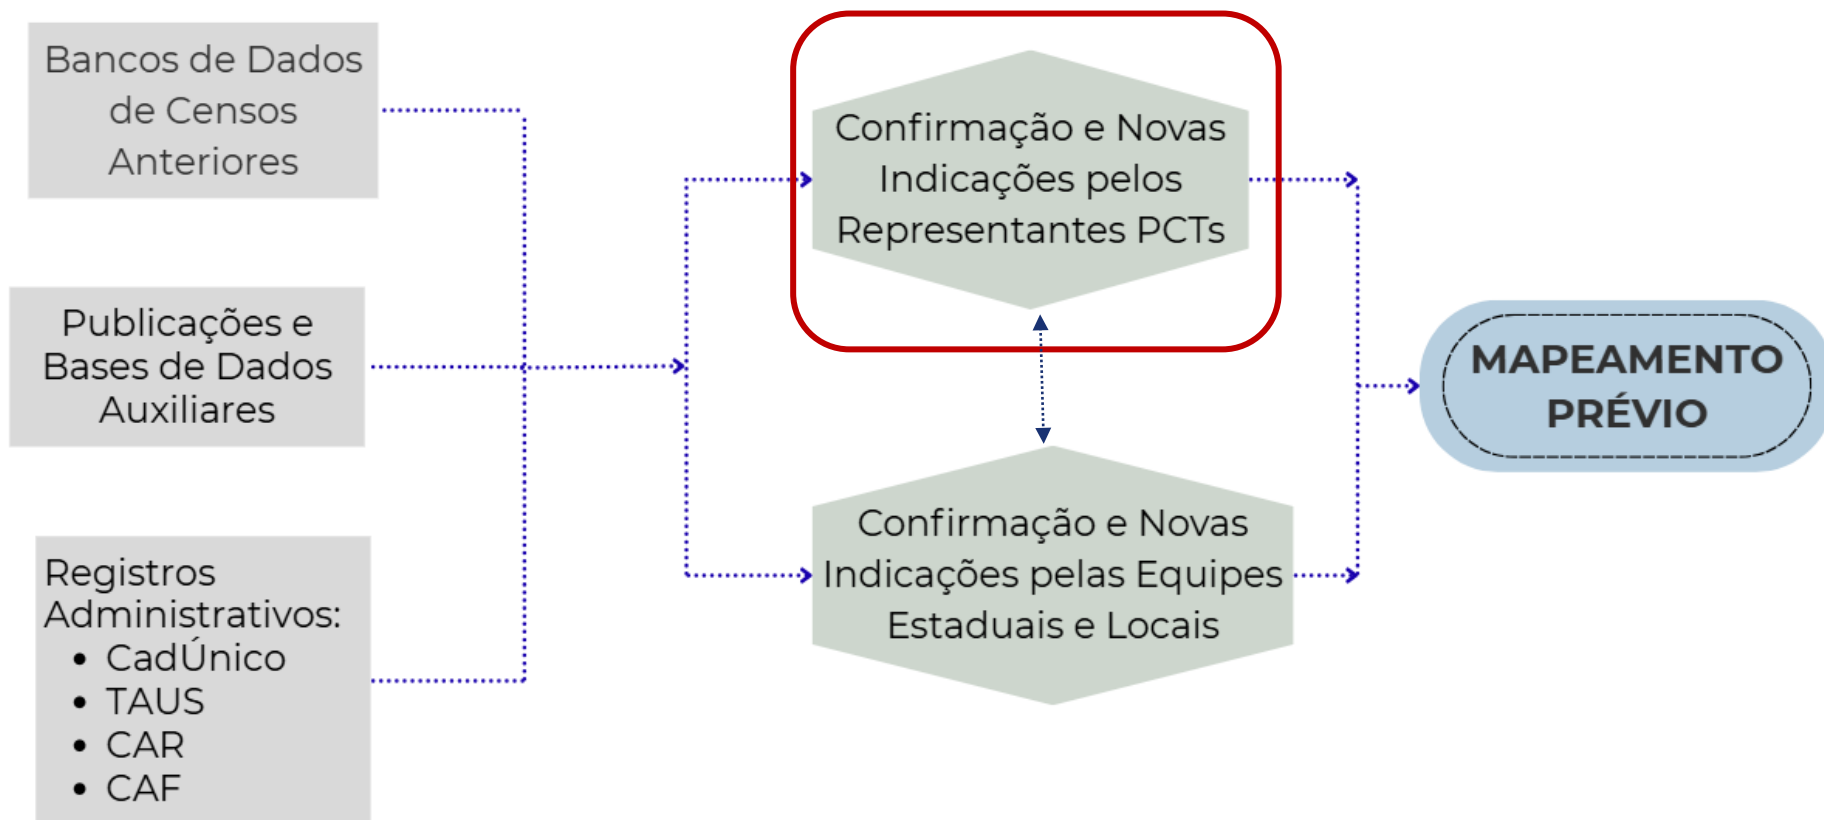 Bancos de Dados
de Censos
Anteriores
Publicações e
Bases de Dados
Auxiliares
Registros
Administrativos:
• CadÚnico
• TAUS
• CAR
• CAF
Confirmação e Novas
Indicações pelos
Representantes PCTs
Confirmação e Novas
Indicações pelas Equipes
Estaduais e Locais
MAPEAMENTO
PRÉVIO